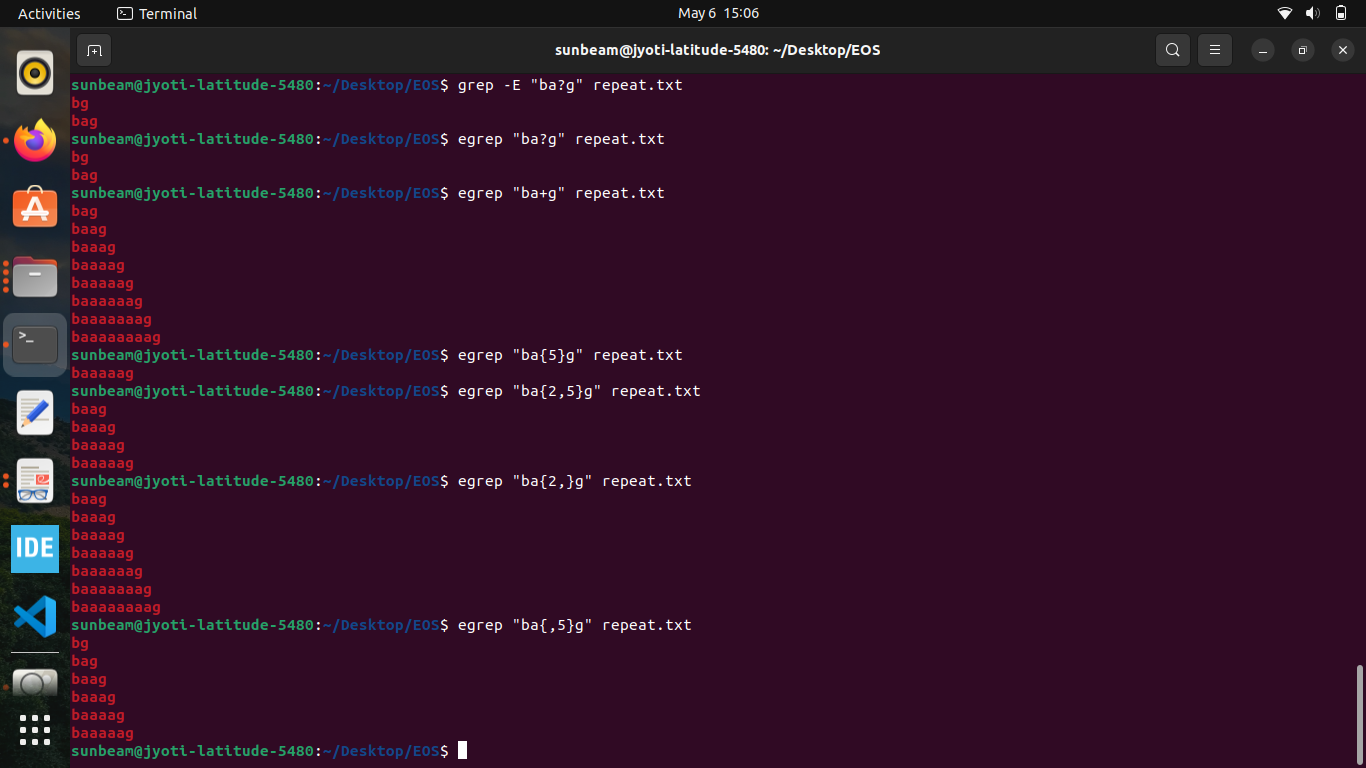 Activities
Terminal
May 6 15:06
sunbeam@jyoti-latitude-5480: ~/Desktop/EOS
sunbeam@jyoti-latitude-5480:~/Desktop/EOS$ grep -E "ba?g" repeat.txt
bg
bag
sunbeam@jyoti-latitude-5480:~/Desktop/EOS$ egrep "ba?g" repeat.txt
bg
bag
sunbeam@jyoti-latitude-5480:~/Desktop/EOS$ egrep "ba+g" repeat.txt
bag
baag
baaag
baaaag
baaaaag
baaaaaag
baaaaaaag
baaaaaaaag
sunbeam@jyoti-latitude-5480:~/Desktop/EOS$ egrep "ba{5}g" repeat.txt
baaaaag
sunbeam@jyoti-latitude-5480:~/Desktop/EOS$ egrep "ba{2,5}g" repeat.txt
baag
baaag
baaaag
baaaaag
sunbeam@jyoti-latitude-5480:~/Desktop/EOS$ egrep "ba{2,}g" repeat.txt
baag
baaag
baaaag
baaaaag
baaaaaag
baaaaaaag
baaaaaaaag
sunbeam@jyoti-latitude-5480:~/Desktop/EOS$ egrep "ba{,5}g" repeat.txt
bg
bag
baag
baaag
baaaag
baaaaag
sunbeam@jyoti-latitude-5480:~/Desktop/EOS$
IDE